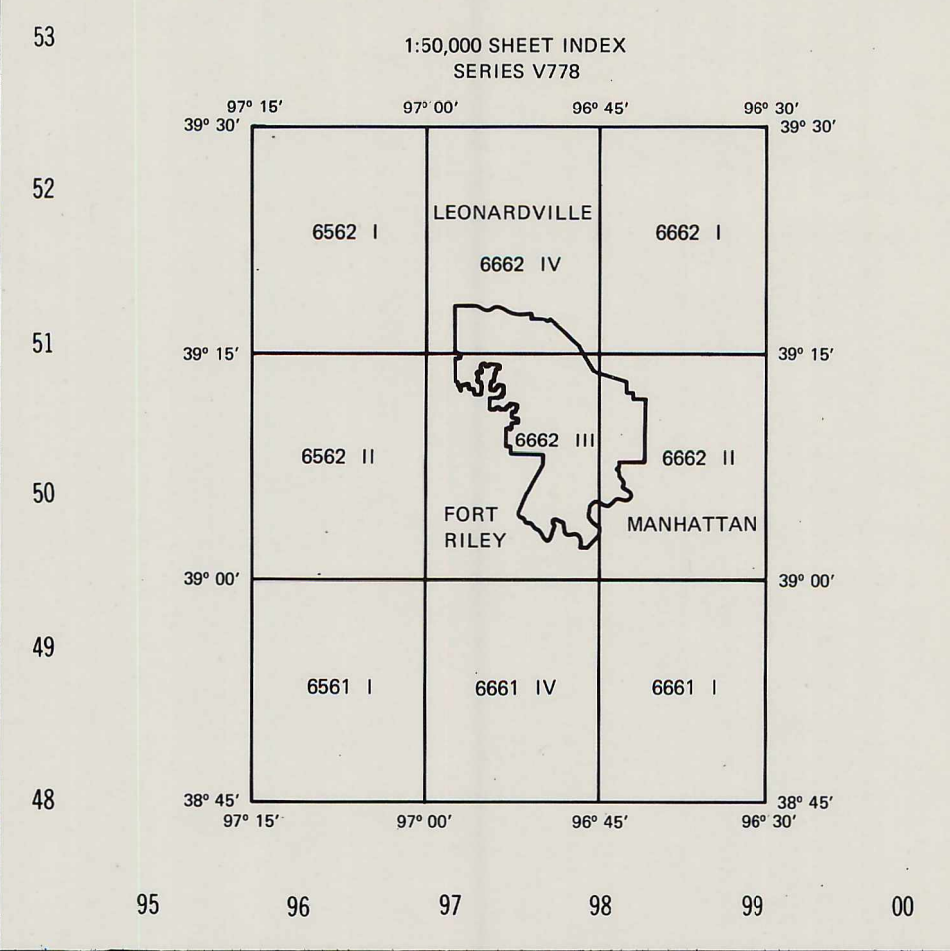 53
1:50,000 SHEET INDEX
SERIES V778
97° 15′ 97° 00′ 96° 45′ 96° 30′
39° 30′ 39° 30′
52
LEONARDVILLE
6562 I 6662 I
6662 IV
51
39° 15′ 39° 15′
6662 III
6562 II 6662 II
50
FORT
RILEY
MANHATTAN
39° 00′ 39° 00′
49
6561 I 6661 IV 6661 I
48
38° 45′ 38° 45′
97° 15′ 97° 00′ 96° 45′ 96° 30′
95 96 97 98 99 00